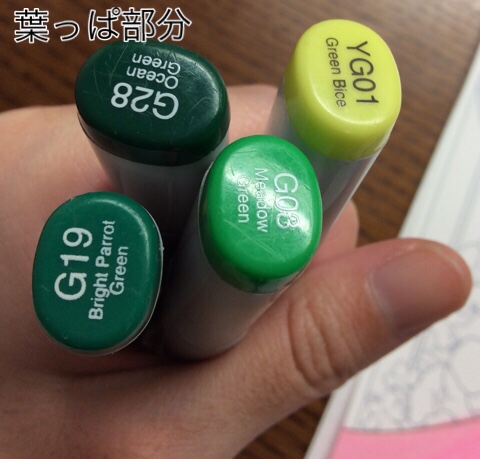 葉っぱ部分
G28
Ocean
Green
YG01
Green Bice
G03
Meadow
Green
G19
Bright Parrot
Green